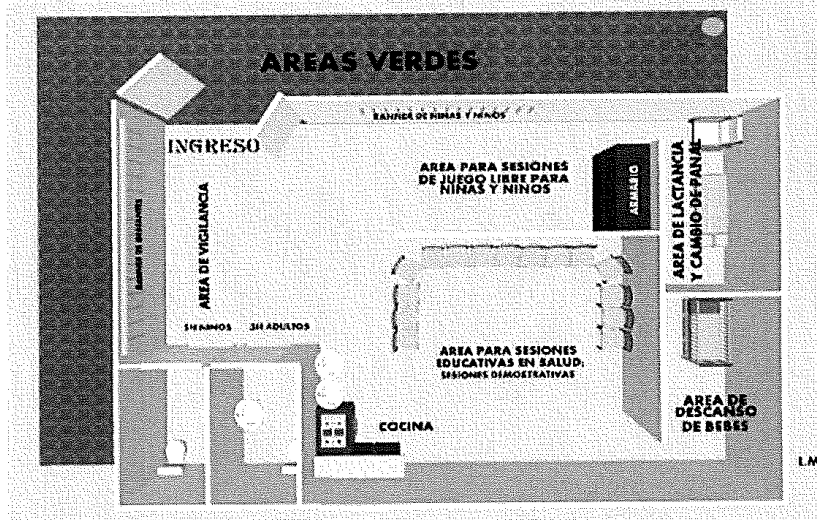 AREAS VERDES
BANNER DE NIÑAS Y NIÑOS
INGRESO
AREA PARA SESIONES
DE JUEGO LIBRE PARA
NIÑAS Y NIÑOS
ARMARIO
AREA DE LACTANCIA
Y CAMBIO DE PAÑAL
AREA DE VIGILANCIA
SH NIÑOS
SH ADULTOS
AREA PARA SESIONES
EDUCATIVAS EN SALUD;
SESIONES DEMOSTRATIVAS
COCINA
AREA DE
DESCANSO
DE BEBES
L.M